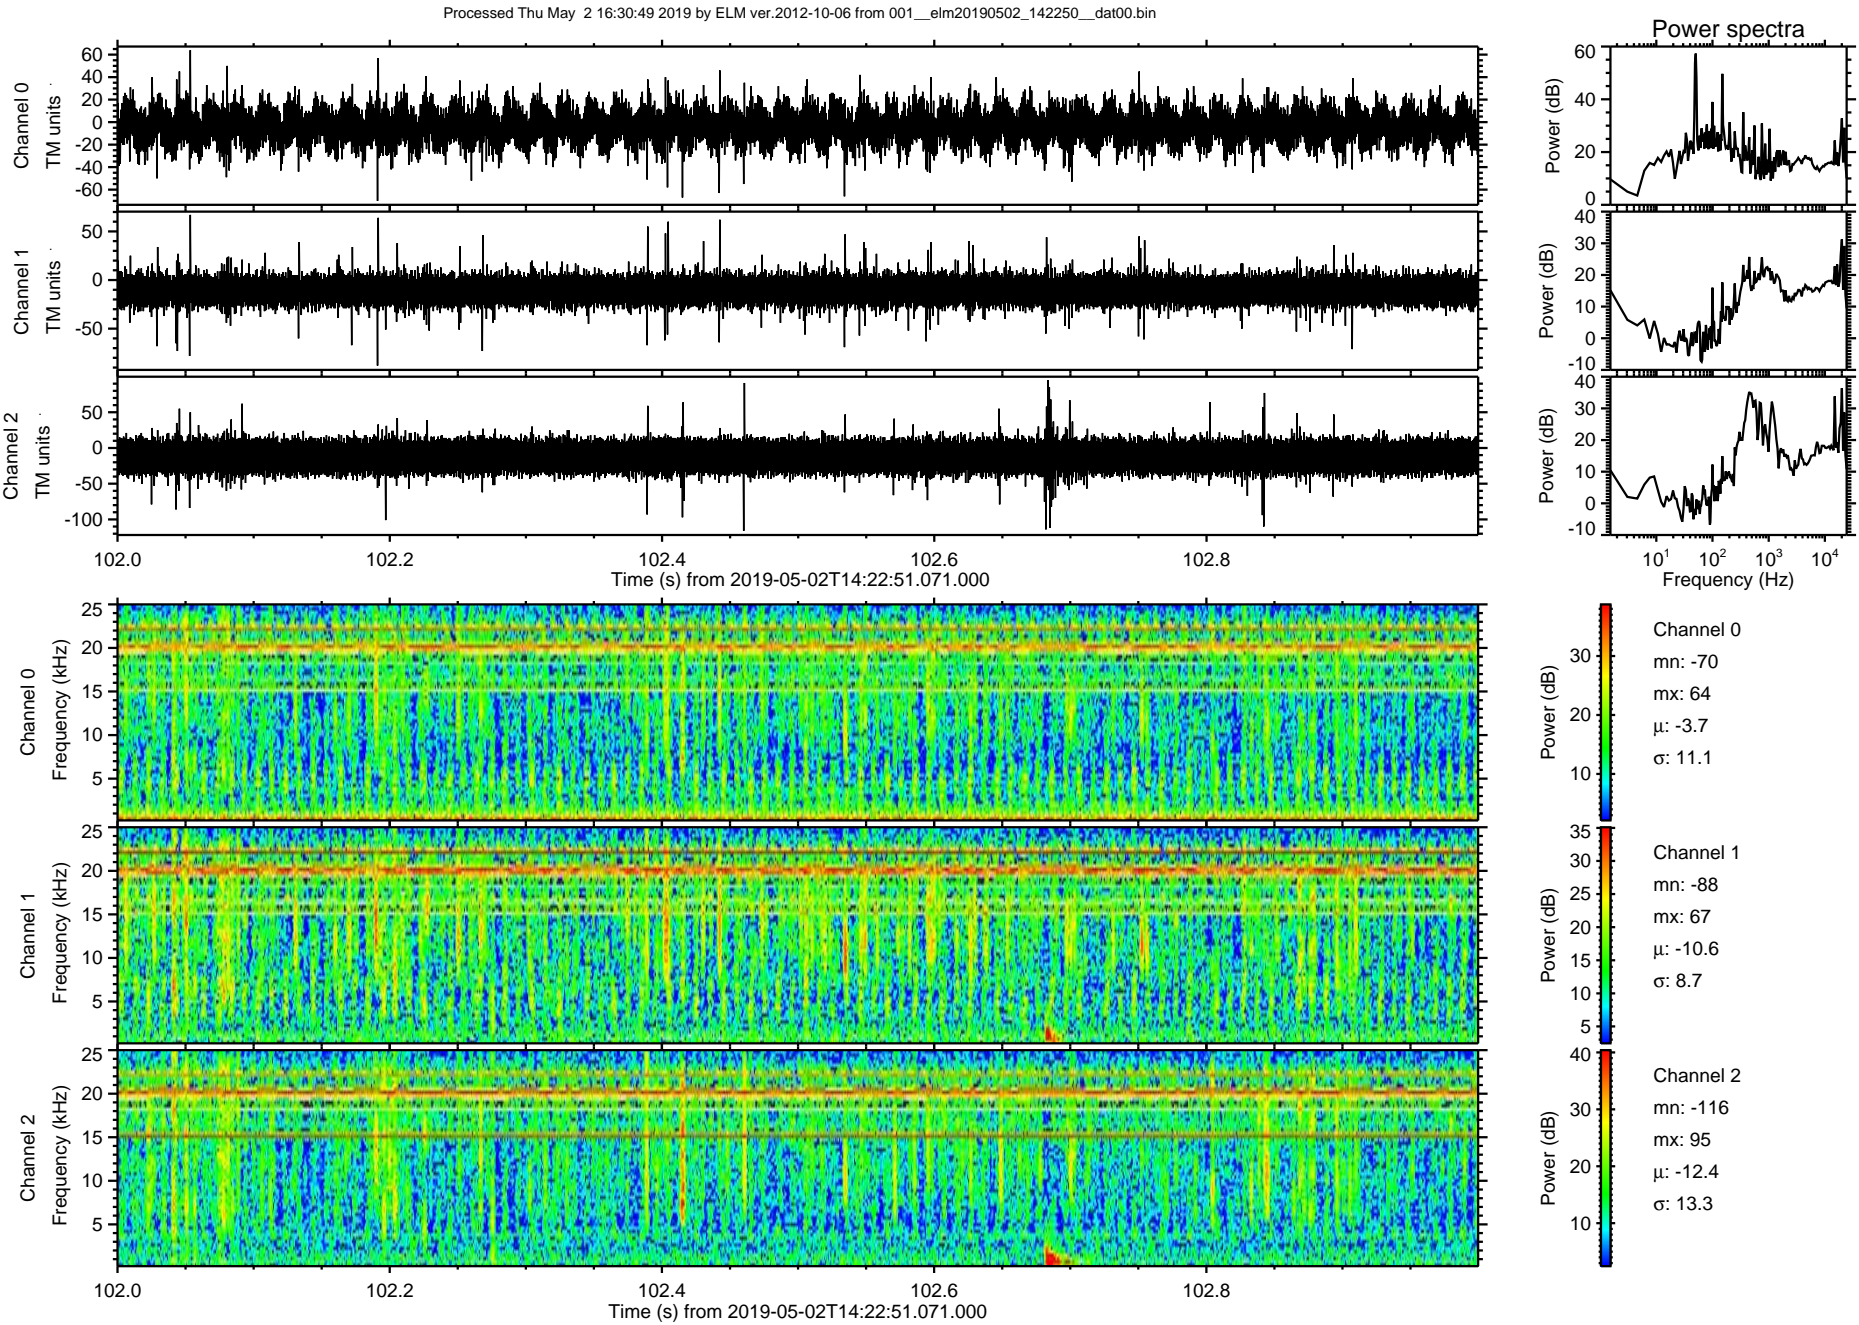 Processed Thu May  2 16:30:49 2019 by ELM ver.2012-10-06 from 001__elm20190502_142250__dat00.bin
Power spectra
Channel 0
TM units
60
40
20
0
-20
-40
-60
Power (dB)
60
40
20
0
Channel 1
TM units
50
0
-50
Power (dB)
40
30
20
10
0
-10
Channel 2
TM units
50
0
-50
-100
Power (dB)
40
30
20
10
0
-10
102.0 102.2 102.4 102.6 102.8
Time (s) from 2019-05-02T14:22:51.071.000
10^1 10^2 10^3 10^4
Frequency (Hz)
Channel 0
Frequency (kHz)
25
20
15
10
5
Power (dB)
30
20
10
Channel 0
mn: -70
mx: 64
μ: -3.7
σ: 11.1
Channel 1
Frequency (kHz)
25
20
15
10
5
Power (dB)
35
30
25
20
15
10
5
Channel 1
mn: -88
mx: 67
μ: -10.6
σ: 8.7
Channel 2
Frequency (kHz)
25
20
15
10
5
Power (dB)
40
30
20
10
Channel 2
mn: -116
mx: 95
μ: -12.4
σ: 13.3
102.0 102.2 102.4 102.6 102.8
Time (s) from 2019-05-02T14:22:51.071.000